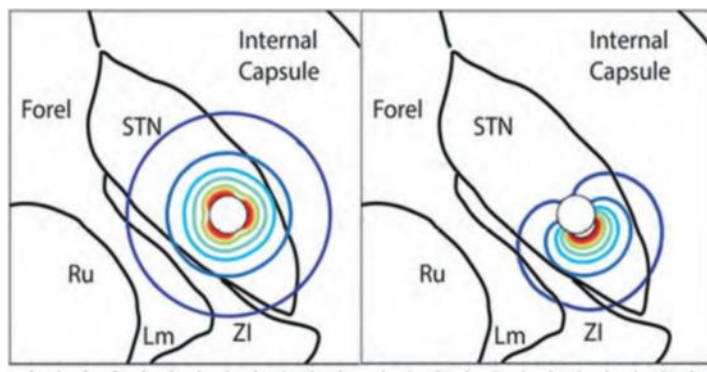 Internal
Capsule
Forel
STN
Ru
Lm
ZI
Internal
Capsule
Forel
STN
Ru
Lm
ZI